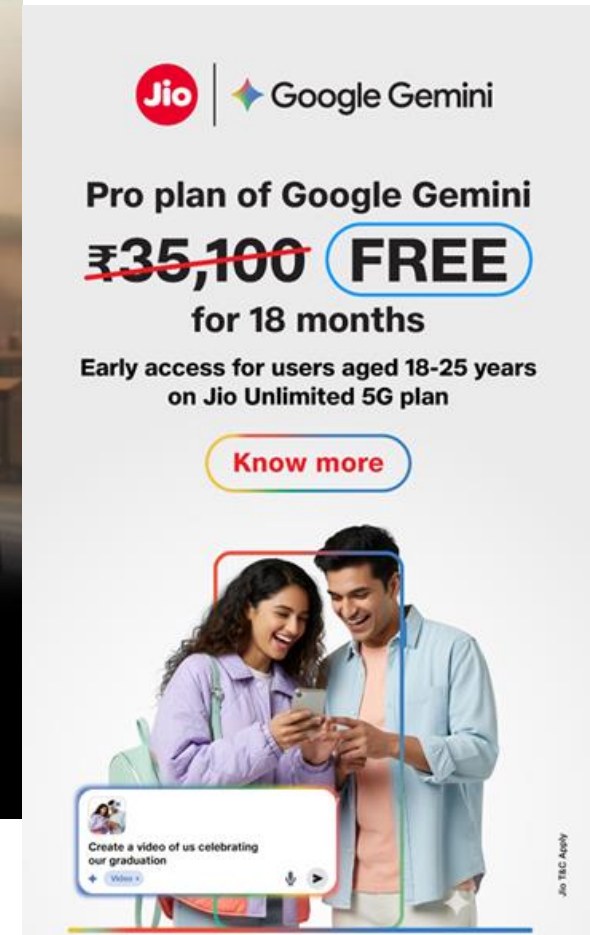 Jio | Google Gemini
Pro plan of Google Gemini
₹35,100 FREE
for 18 months
Early access for users aged 18-25 years
on Jio Unlimited 5G plan
Know more
Create a video of us celebrating
our graduation
Video ×
Jio T&C Apply